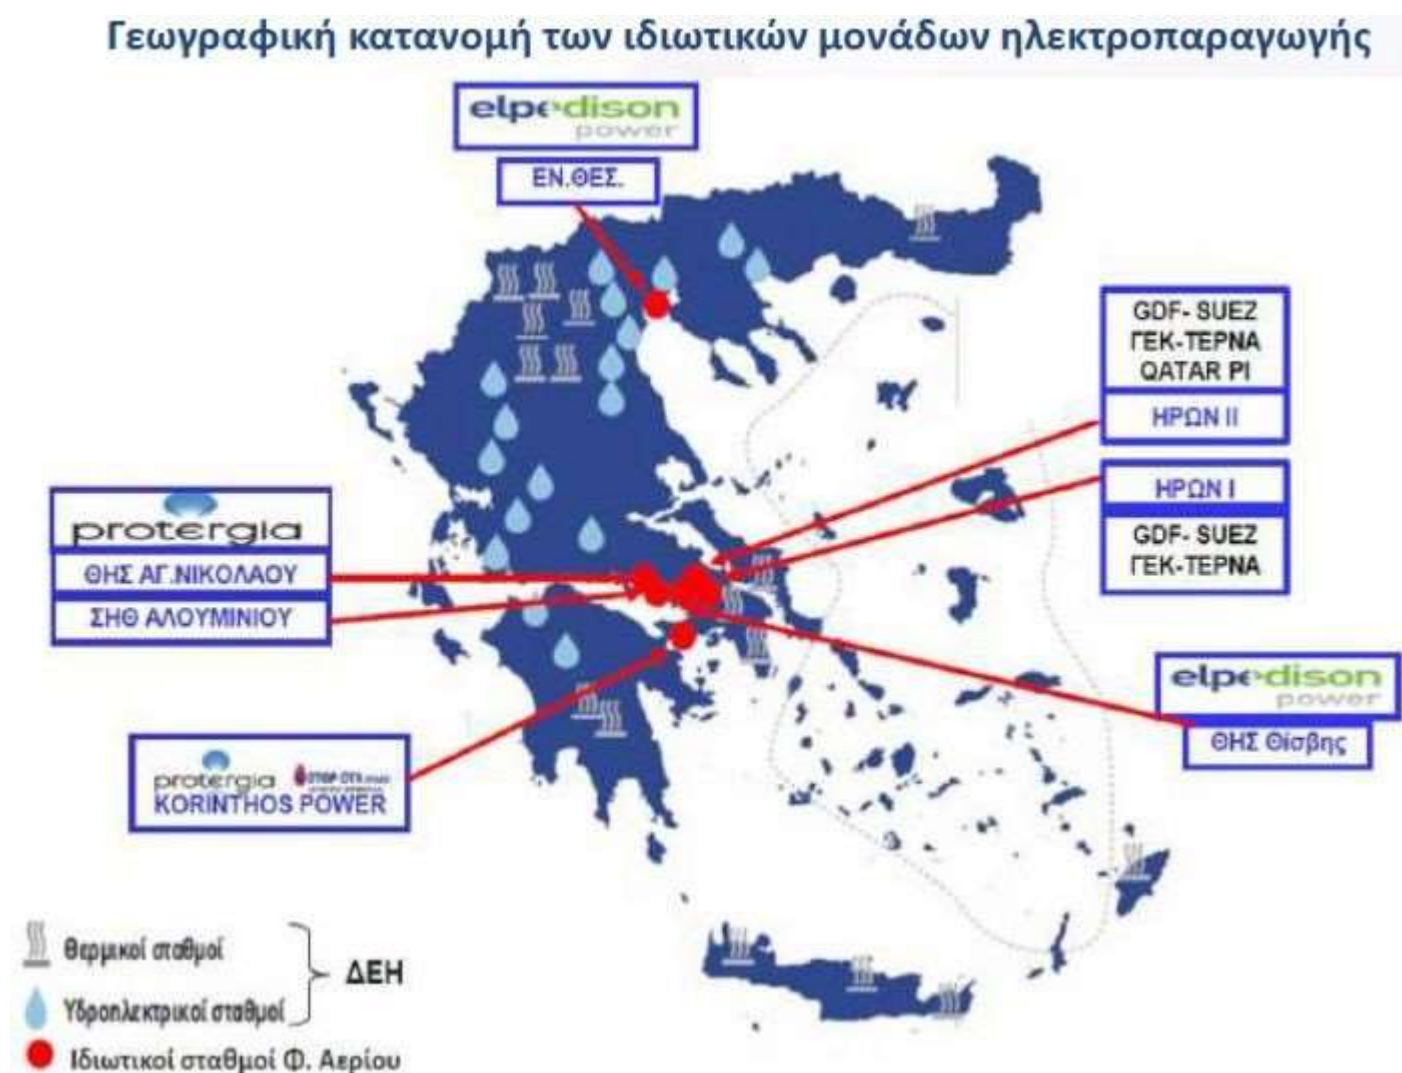 Γεωγραφική κατανομή των ιδιωτικών μονάδων ηλεκτροπαραγωγής
elpedison
power
ΕΝ.ΘΕΣ.
GDF- SUEZ
ΓΕΚ-ΤΕΡΝΑ
QATAR PI
ΗΡΩΝ ΙΙ
ΗΡΩΝ Ι
GDF- SUEZ
ΓΕΚ-ΤΕΡΝΑ
protergia
ΘΗΣ ΑΓ.ΝΙΚΟΛΑΟΥ
ΣΗΘ ΑΛΟΥΜΙΝΙΟΥ
elpedison
power
ΘΗΣ Θίσβης
protergia
KORINTHOS POWER
Θερμικοί σταθμοί
ΔΕΗ
Υδροηλεκτρικοί σταθμοί
Ιδιωτικοί σταθμοί Φ. Αερίου